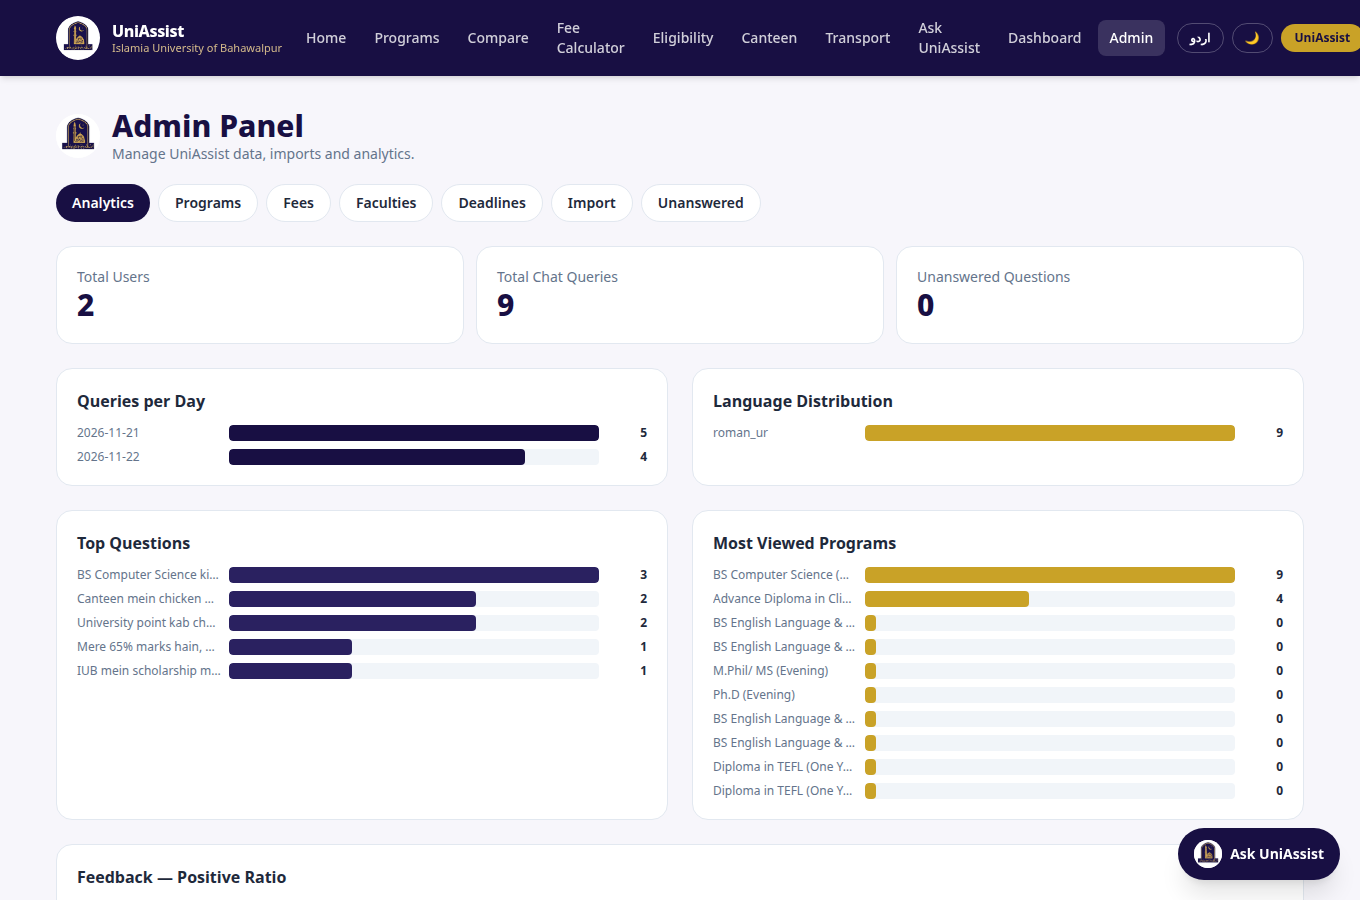 UniAssist
Islamia University of Bahawalpur
Home
Programs
Compare
Fee
Calculator
Eligibility
Canteen
Transport
Ask
UniAssist
Dashboard
Admin
اردو
UniAssist
Admin Panel
Manage UniAssist data, imports and analytics.
Analytics
Programs
Fees
Faculties
Deadlines
Import
Unanswered
Total Users
2
Total Chat Queries
9
Unanswered Questions
0
Queries per Day
2026-11-21 5
2026-11-22 4
Language Distribution
roman_ur 9
Top Questions
BS Computer Science ki... 3
Canteen mein chicken ... 2
University point kab ch... 2
Mere 65% marks hain, ... 1
IUB mein scholarship m... 1
Most Viewed Programs
BS Computer Science (... 9
Advance Diploma in Cli... 4
BS English Language & ... 0
BS English Language & ... 0
M.Phil/ MS (Evening) 0
Ph.D (Evening) 0
BS English Language & ... 0
BS English Language & ... 0
Diploma in TEFL (One Y... 0
Diploma in TEFL (One Y... 0
Feedback — Positive Ratio
Ask UniAssist